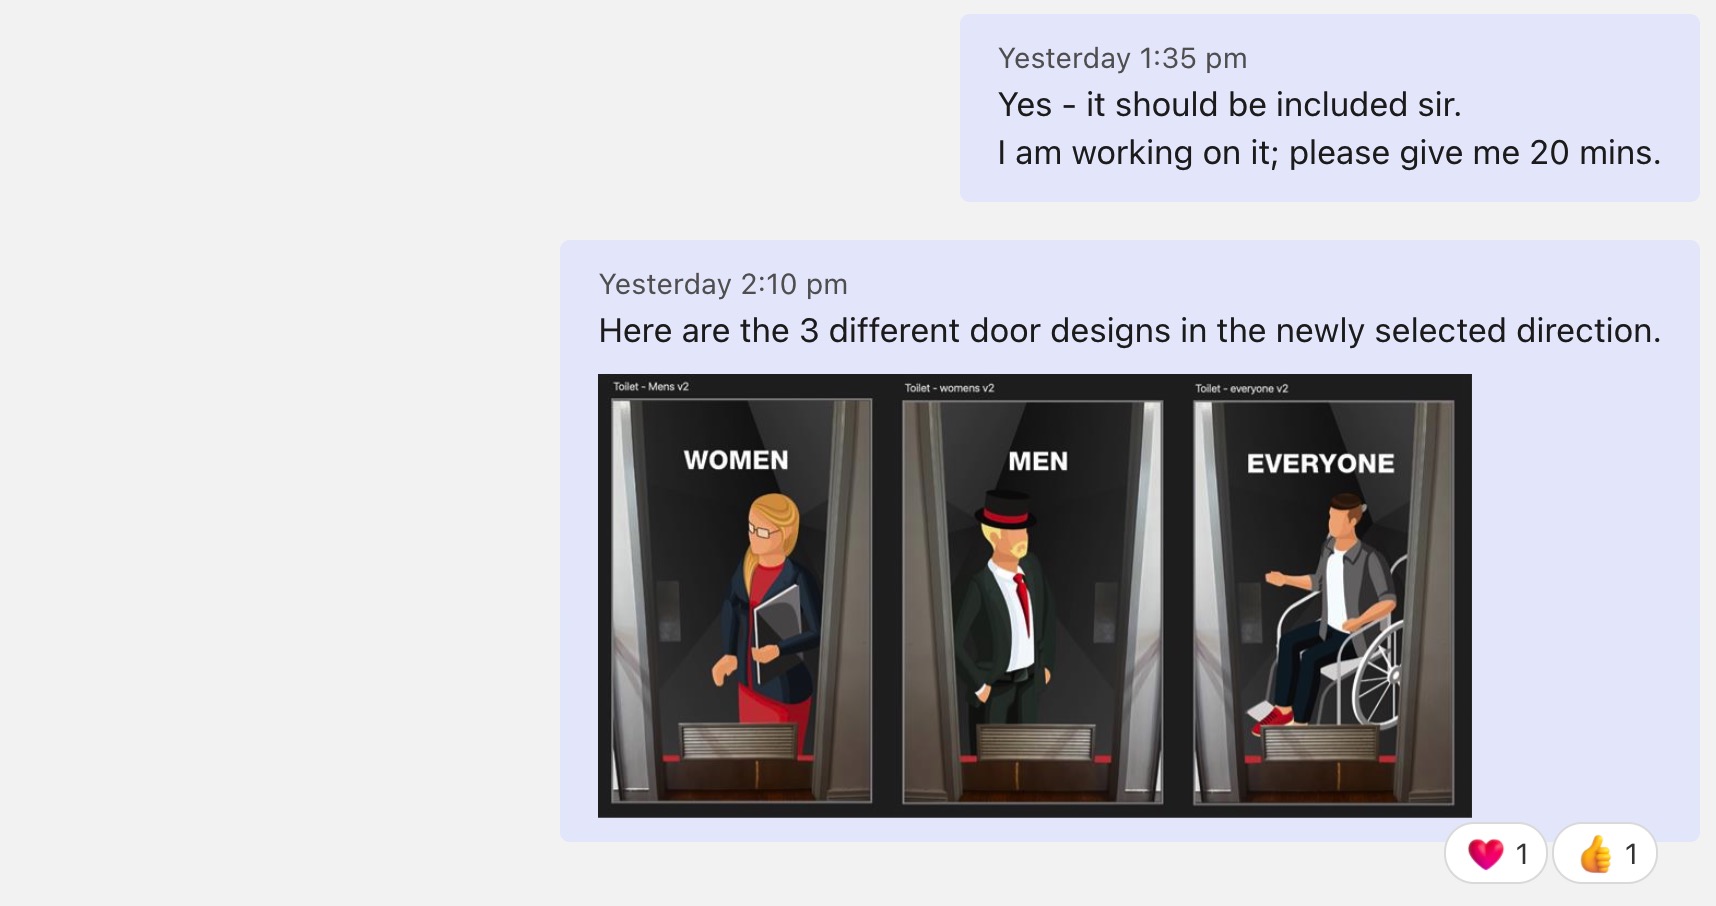 Yesterday 1:35 pm
Yes - it should be included sir.
I am working on it; please give me 20 mins.
Yesterday 2:10 pm
Here are the 3 different door designs in the newly selected direction.
Toilet - Mens v2
WOMEN
Toilet - womens v2
MEN
Toilet - everyone v2
EVERYONE
1
1